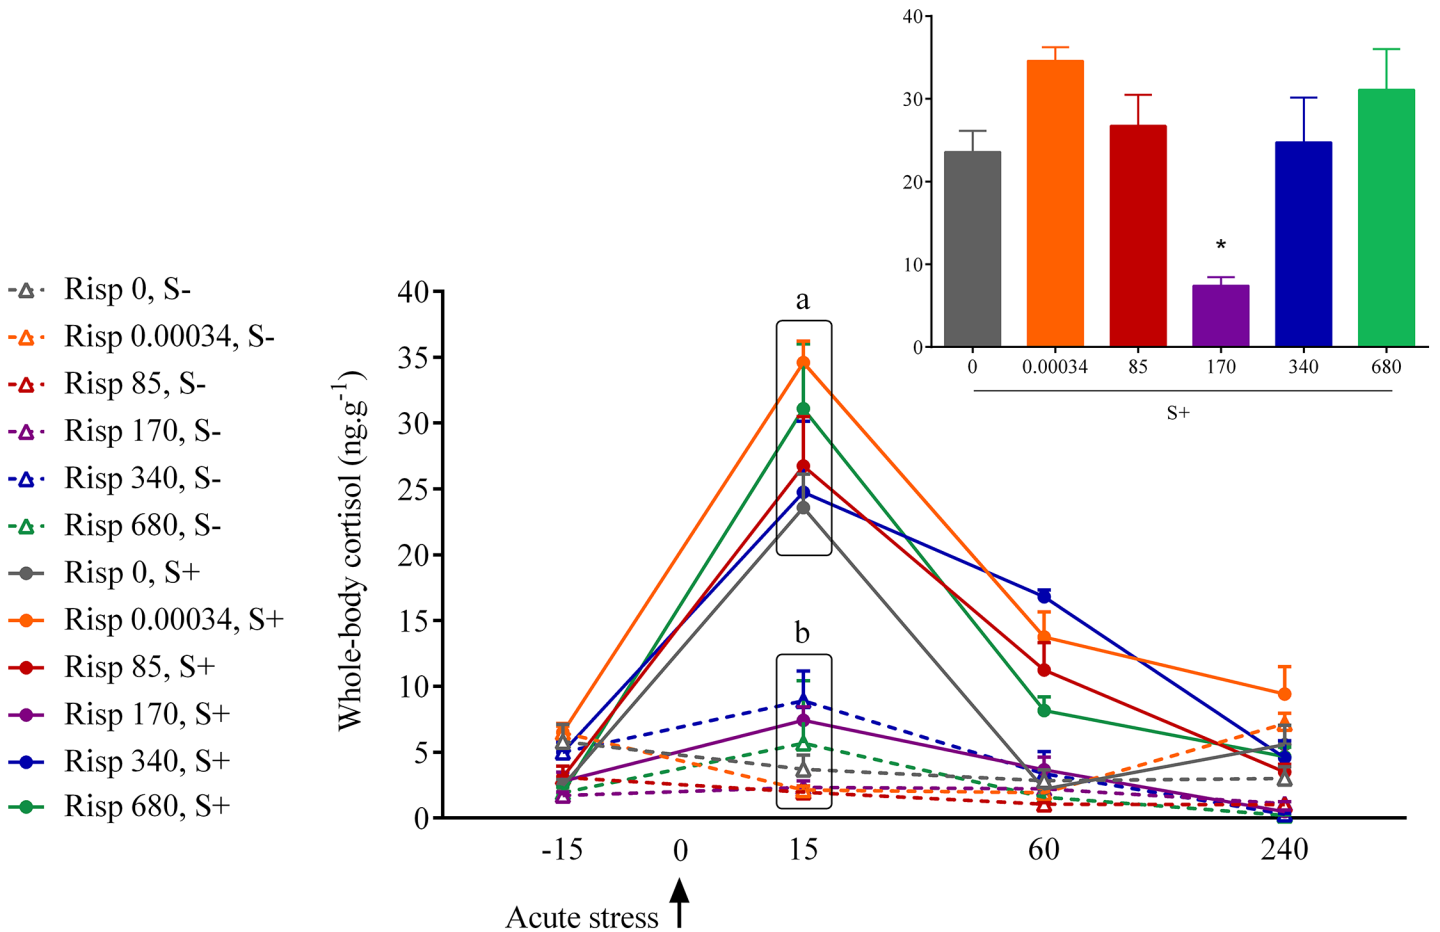 40
30
20
10
0
*
0 0.00034 85 170 340 680
S+
Risp 0, S-
Risp 0.00034, S-
Risp 85, S-
Risp 170, S-
Risp 340, S-
Risp 680, S-
Risp 0, S+
Risp 0.00034, S+
Risp 85, S+
Risp 170, S+
Risp 340, S+
Risp 680, S+
Whole-body cortisol (ng.g-1)
40
35
30
25
20
15
10
5
0
a
b
-15 0 15 60 240
Acute stress